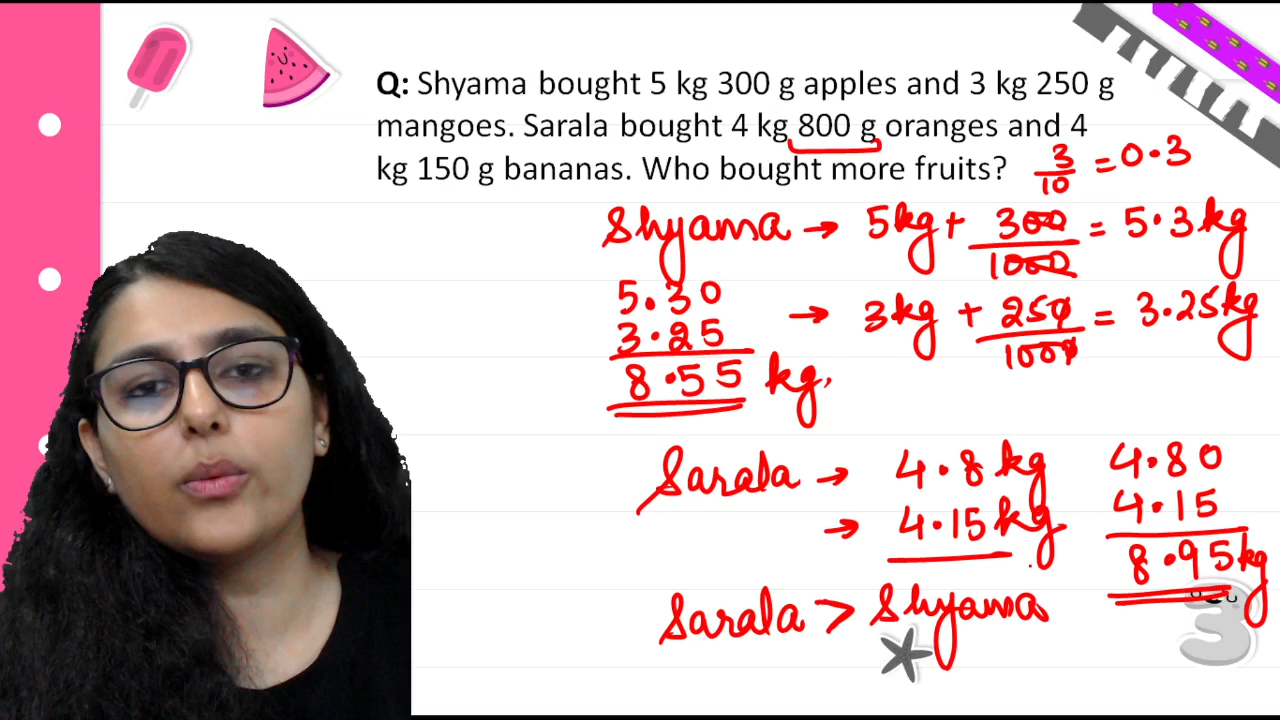 Q: Shyama bought 5 kg 300 g apples and 3 kg 250 g
mangoes. Sarala bought 4 kg 800 g oranges and 4
kg 150 g bananas. Who bought more fruits?
3/10 = 0.3
Shyama → 5kg + 300/1000 = 5.3kg
→ 3kg + 250/1000 = 3.25kg
5.30
3.25
8.55 kg,
Sarala → 4.8kg
→ 4.15kg
4.80
4.15
8.95kg
Sarala > Shyama
3